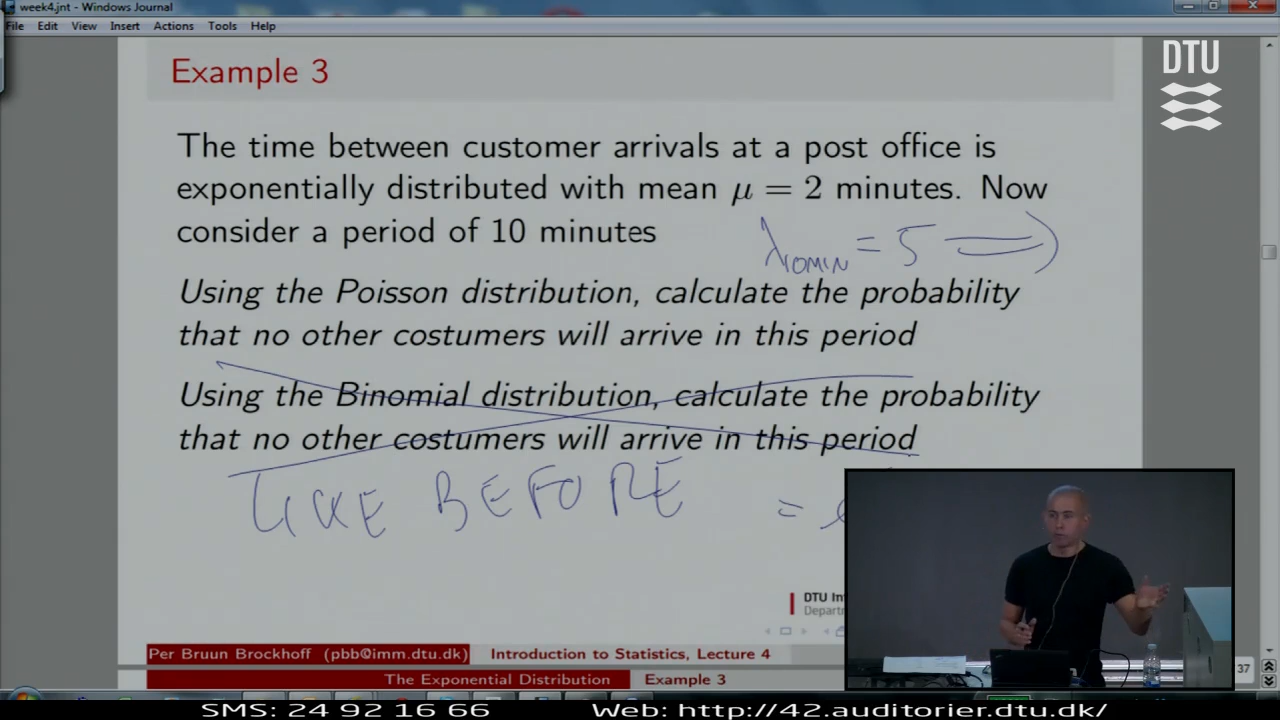 week4.jnt - Windows Journal
File Edit View Insert Actions Tools Help
DTU
Example 3
The time between customer arrivals at a post office is
exponentially distributed with mean μ = 2 minutes. Now
consider a period of 10 minutes
λ10MIN = 5
Using the Poisson distribution, calculate the probability
that no other costumers will arrive in this period
Using the Binomial distribution, calculate the probability
that no other costumers will arrive in this period
LIKE BEFORE =
DTU In
Depart
Per Bruun Brockhoff (pbb@imm.dtu.dk) Introduction to Statistics, Lecture 4
37
The Exponential Distribution Example 3
SMS: 24 92 16 66 Web: http://42.auditorier.dtu.dk/